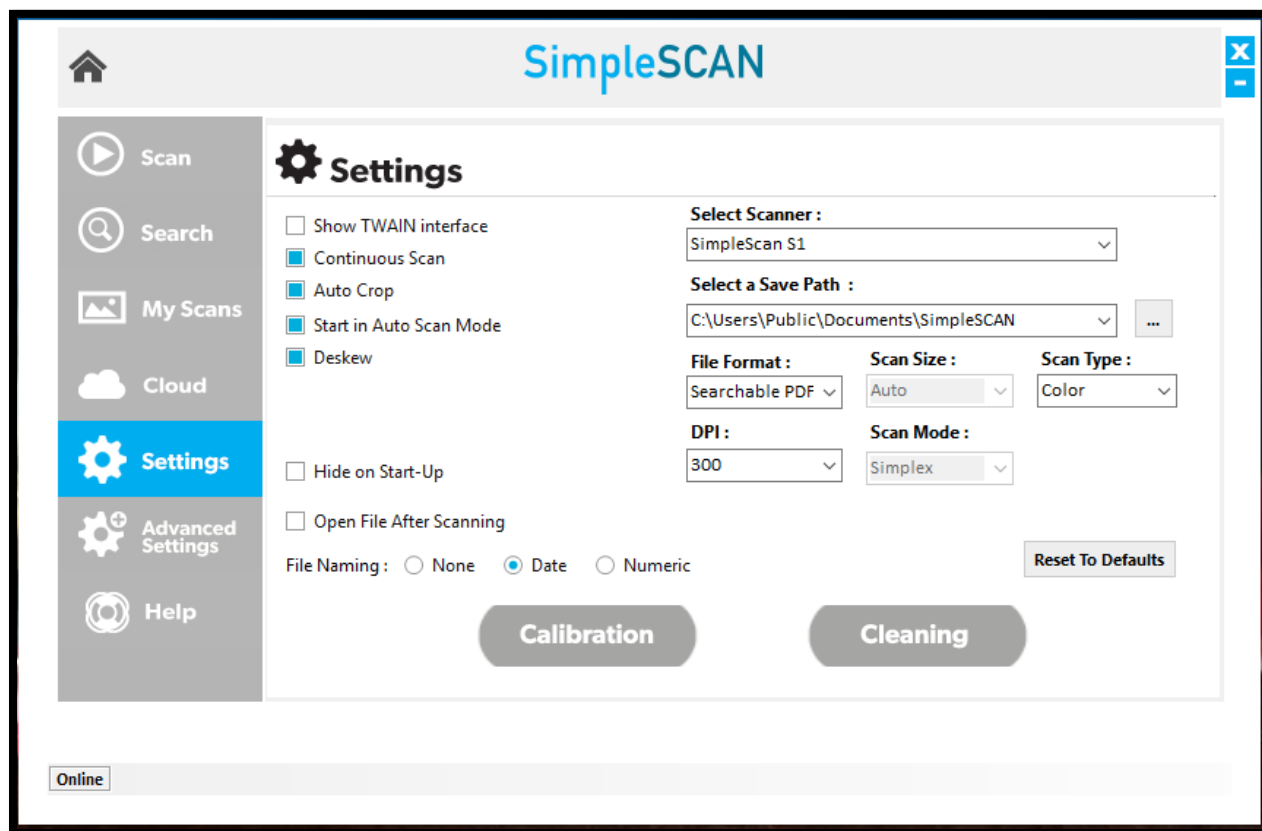 SimpleSCAN
X
-
Scan
Search
My Scans
Cloud
Settings
Advanced
Settings
Help
Settings
Show TWAIN interface
Continuous Scan
Auto Crop
Start in Auto Scan Mode
Deskew
Hide on Start-Up
Open File After Scanning
File Naming : None Date Numeric
Select Scanner :
SimpleScan S1
Select a Save Path :
C:\Users\Public\Documents\SimpleSCAN ...
File Format : Scan Size : Scan Type :
Searchable PDF Auto Color
DPI : Scan Mode :
300 Simplex
Reset To Defaults
Calibration Cleaning
Online